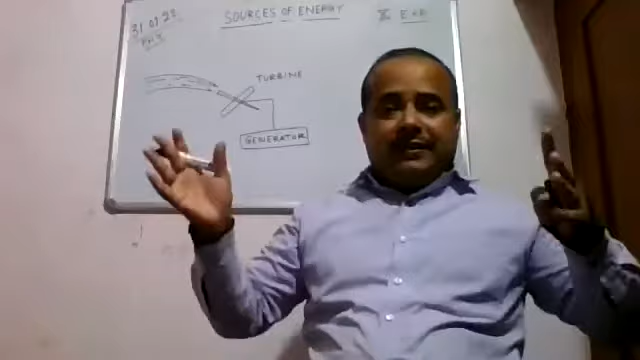 31.01.22
SOURCES OF ENERGY
X
TURBINE
GENERATOR